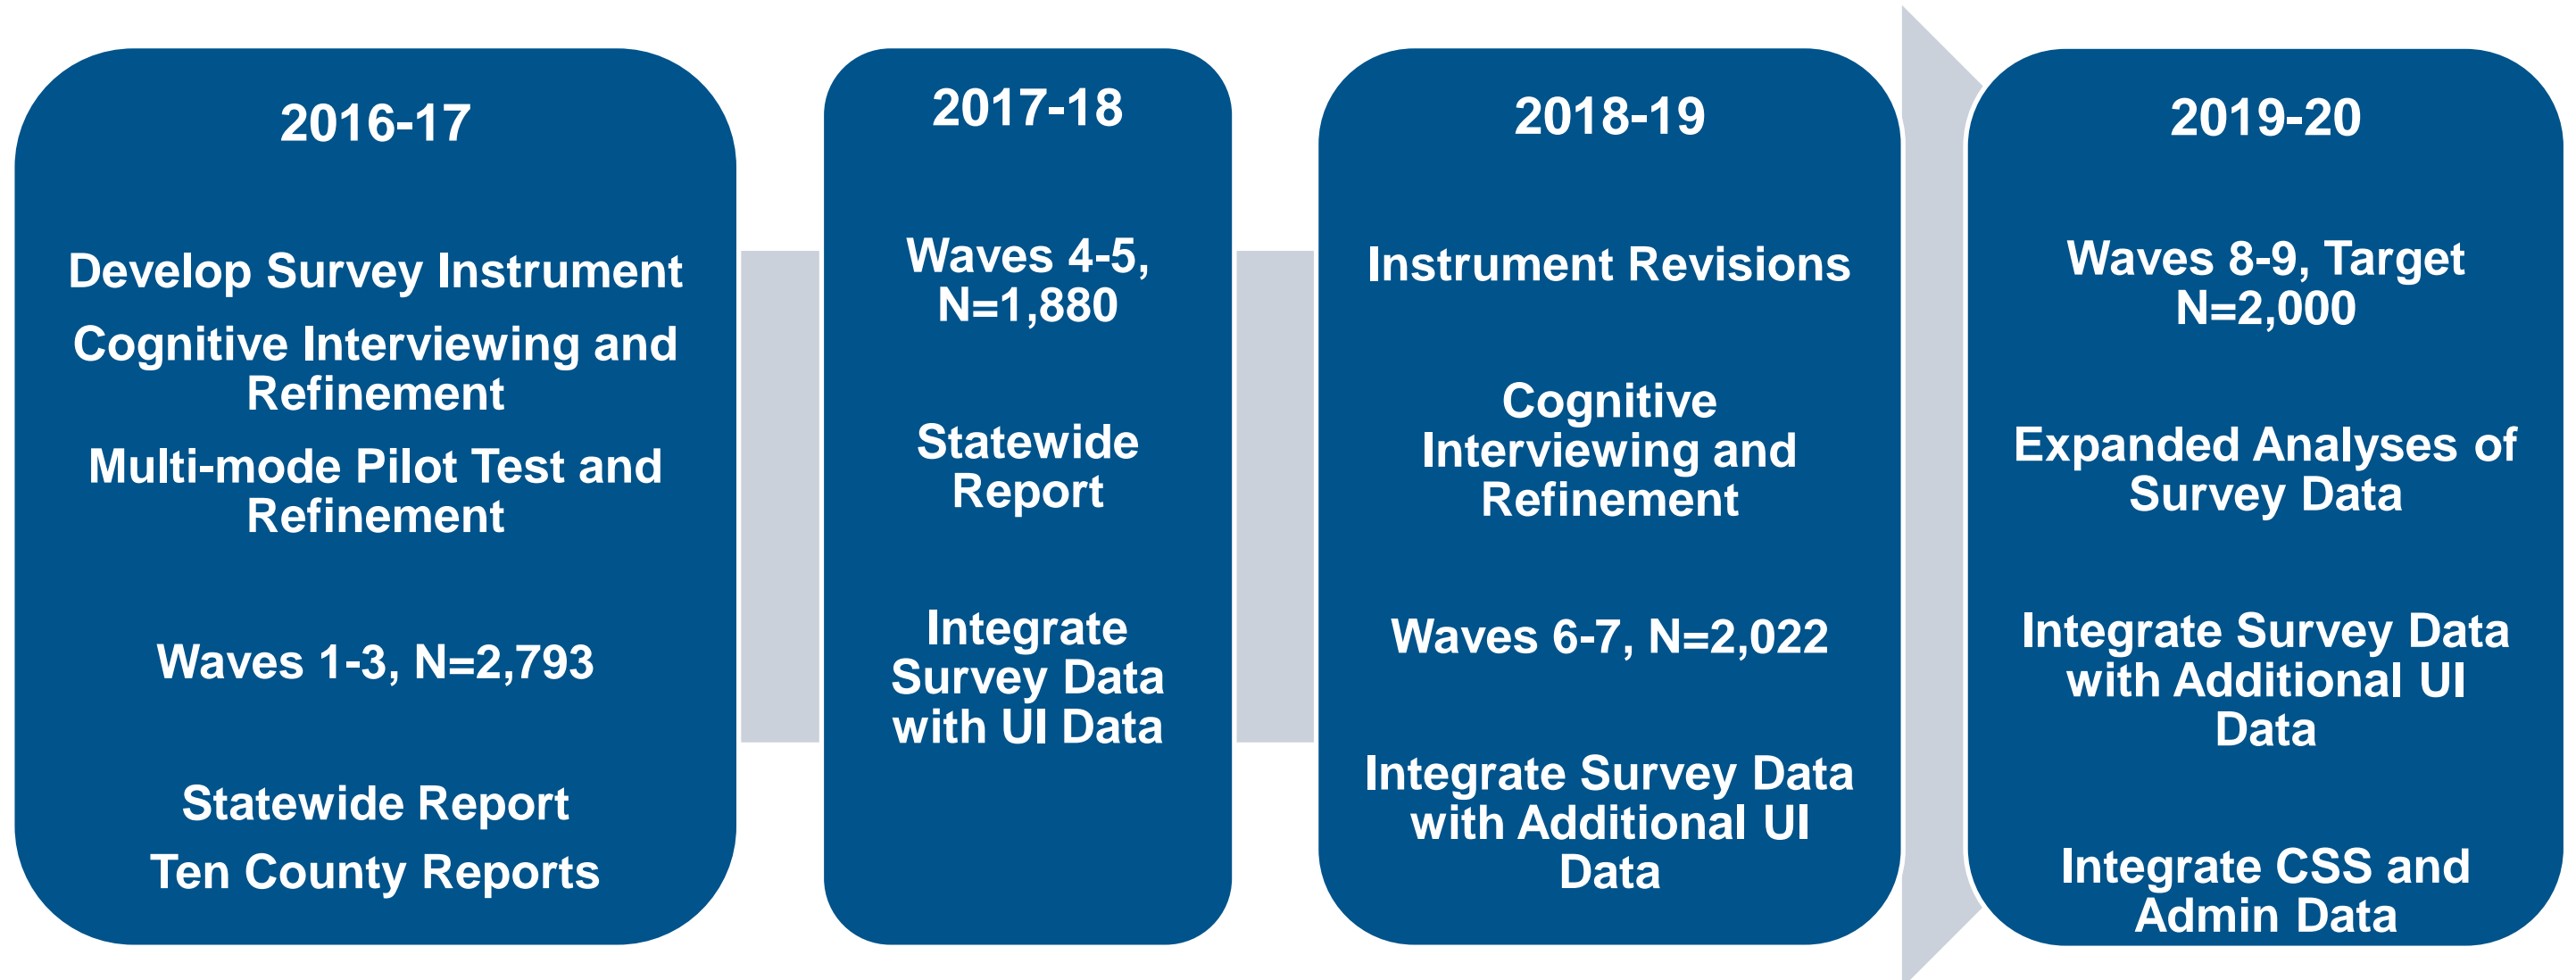 2016-17
Develop Survey Instrument
Cognitive Interviewing and
Refinement
Multi-mode Pilot Test and
Refinement
Waves 1-3, N=2,793
Statewide Report
Ten County Reports
2017-18
Waves 4-5,
N=1,880
Statewide
Report
Integrate
Survey Data
with UI Data
2018-19
Instrument Revisions
Cognitive
Interviewing and
Refinement
Waves 6-7, N=2,022
Integrate Survey Data
with Additional UI
Data
2019-20
Waves 8-9, Target
N=2,000
Expanded Analyses of
Survey Data
Integrate Survey Data
with Additional UI
Data
Integrate CSS and
Admin Data